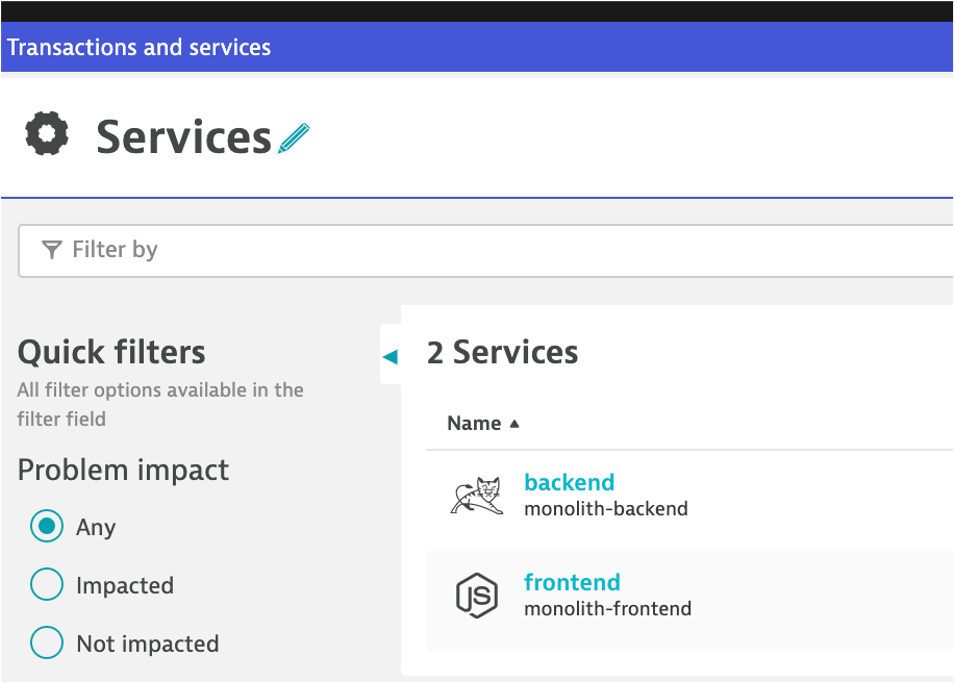 Transactions and services
Services
Filter by
Quick filters
All filter options available in the
filter field
Problem impact
Any
Impacted
Not impacted
2 Services
Name
backend
monolith-backend
JS
frontend
monolith-frontend